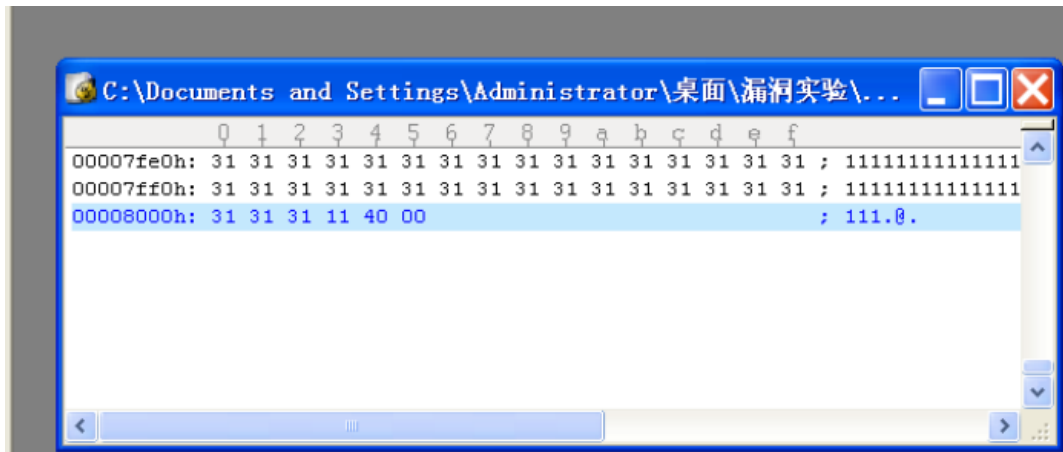 C:\Documents and Settings\Administrator\桌面\漏洞实验\...
0 1 2 3 4 5 6 7 8 9 a b c d e f
00007fe0h: 31 31 31 31 31 31 31 31 31 31 31 31 31 31 31 31 ; 111111111111111
00007ff0h: 31 31 31 31 31 31 31 31 31 31 31 31 31 31 31 31 ; 111111111111111
00008000h: 31 31 31 11 40 00 ; 111.@.